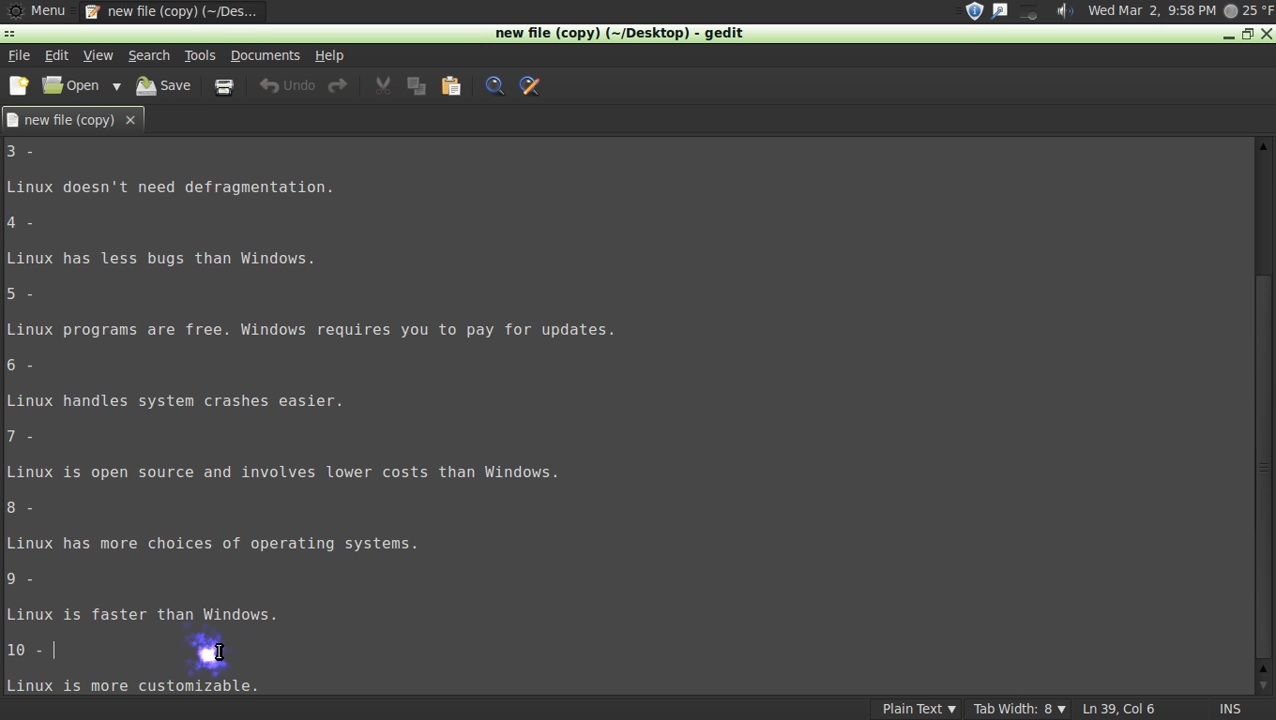 Menu new file (copy) (~/Des... Wed Mar 2, 9:58 PM 25 °F
new file (copy) (~/Desktop) - gedit
File Edit View Search Tools Documents Help
Open Save Undo
new file (copy)
3 -
Linux doesn't need defragmentation.
4 -
Linux has less bugs than Windows.
5 -
Linux programs are free. Windows requires you to pay for updates.
6 -
Linux handles system crashes easier.
7 -
Linux is open source and involves lower costs than Windows.
8 -
Linux has more choices of operating systems.
9 -
Linux is faster than Windows.
10 -
Linux is more customizable.
Plain Text Tab Width: 8 Ln 39, Col 6 INS